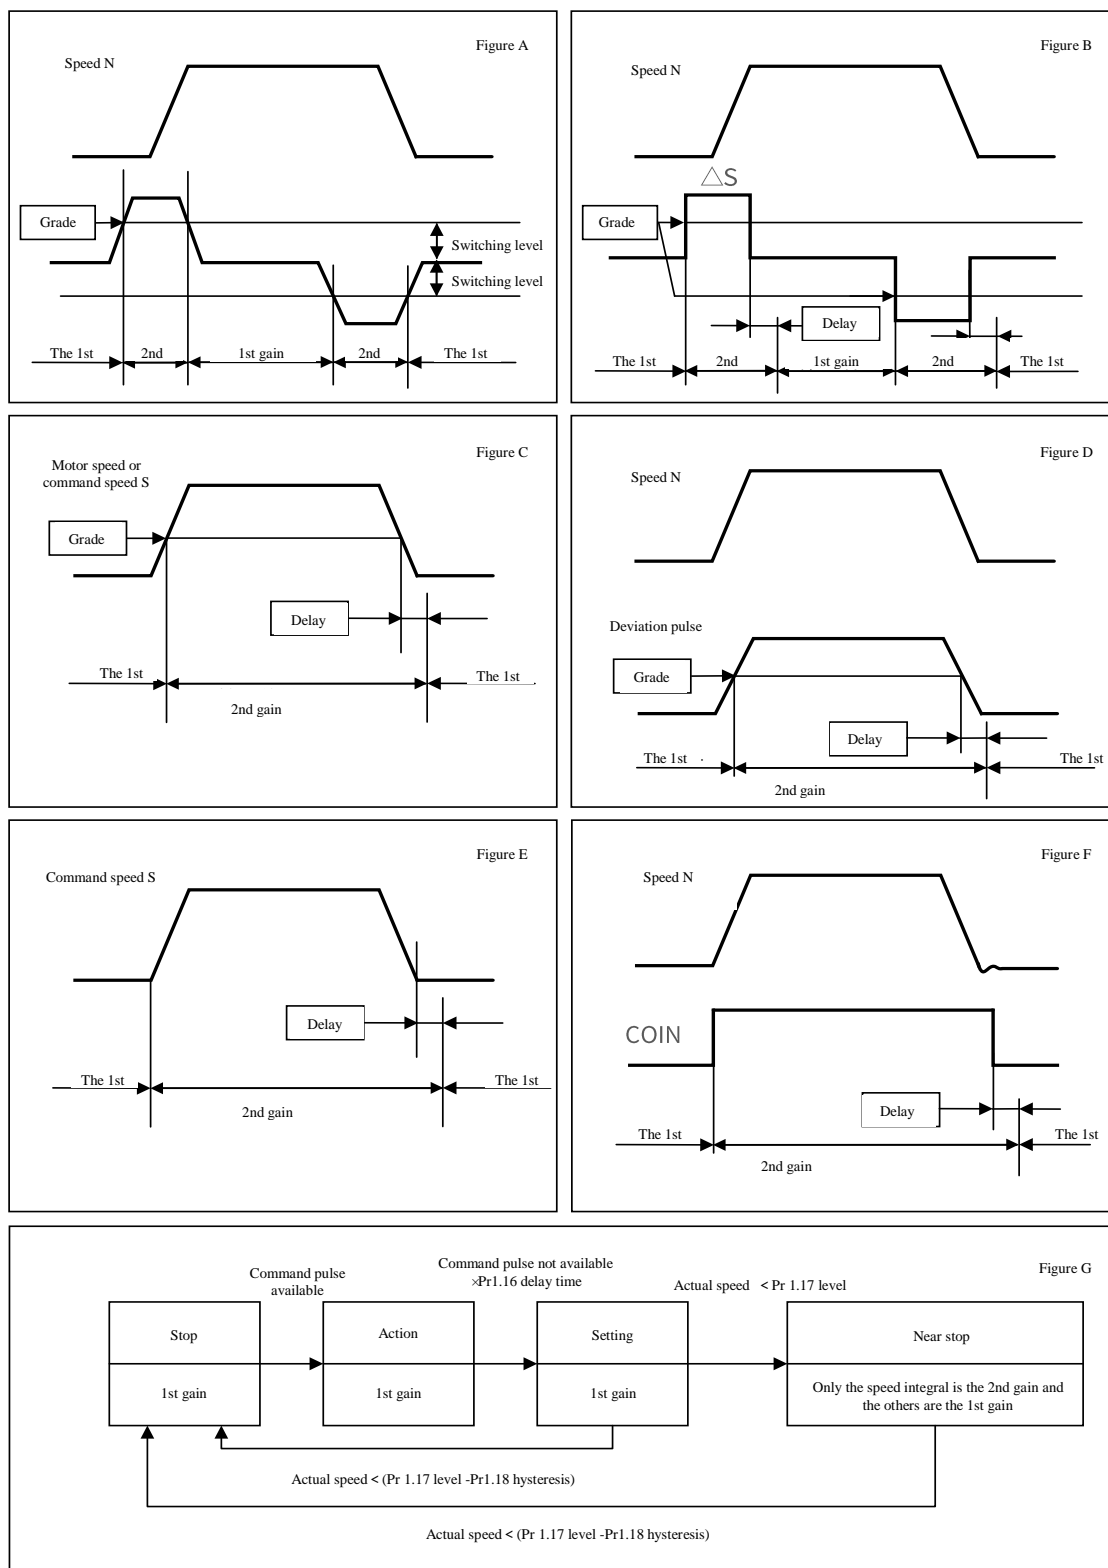 Figure A
Speed N
Grade
Switching level
Switching level
The 1st
2nd
1st gain
2nd
The 1st
Figure B
Speed N
△S
Grade
Delay
The 1st
2nd
1st gain
2nd
The 1st
Figure C
Motor speed or
command speed S
Grade
Delay
The 1st
The 1st
2nd gain
Figure D
Speed N
Deviation pulse
Grade
Delay
The 1st
The 1st
2nd gain
Figure E
Command speed S
Delay
The 1st
The 1st
2nd gain
Figure F
Speed N
COIN
Delay
The 1st
The 1st
2nd gain
Figure G
Command pulse
available
Command pulse not available
×Pr1.16 delay time
Actual speed < Pr 1.17 level
Stop
Action
Setting
Near stop
1st gain
1st gain
1st gain
Only the speed integral is the 2nd gain and
the others are the 1st gain
Actual speed < (Pr 1.17 level -Pr1.18 hysteresis)
Actual speed < (Pr 1.17 level -Pr1.18 hysteresis)